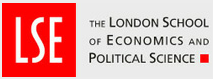 LSE
THE LONDON SCHOOL
OF ECONOMICS AND
POLITICAL SCIENCE